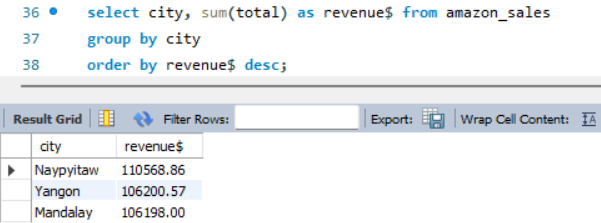 36 select city, sum(total) as revenue$ from amazon_sales
37 group by city
38 order by revenue$ desc;
Result Grid Filter Rows: Export: Wrap Cell Content: IA
city revenue$
Naypyitaw 110568.86
Yangon 106200.57
Mandalay 106198.00